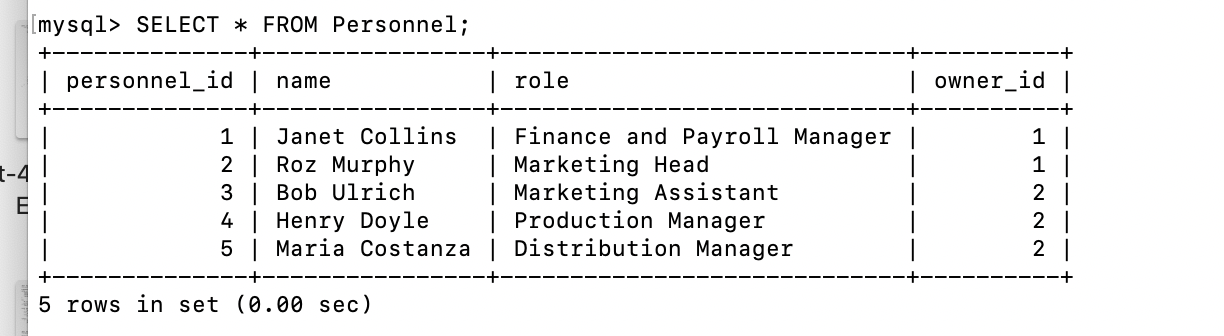 mysql> SELECT * FROM Personnel;
+--------------+----------------+-----------------------------+----------+
| personnel_id | name           | role                        | owner_id |
+--------------+----------------+-----------------------------+----------+
|            1 | Janet Collins  | Finance and Payroll Manager |        1 |
|            2 | Roz Murphy     | Marketing Head              |        1 |
|            3 | Bob Ulrich     | Marketing Assistant         |        2 |
|            4 | Henry Doyle    | Production Manager          |        2 |
|            5 | Maria Costanza | Distribution Manager        |        2 |
+--------------+----------------+-----------------------------+----------+
5 rows in set (0.00 sec)
t-4
E